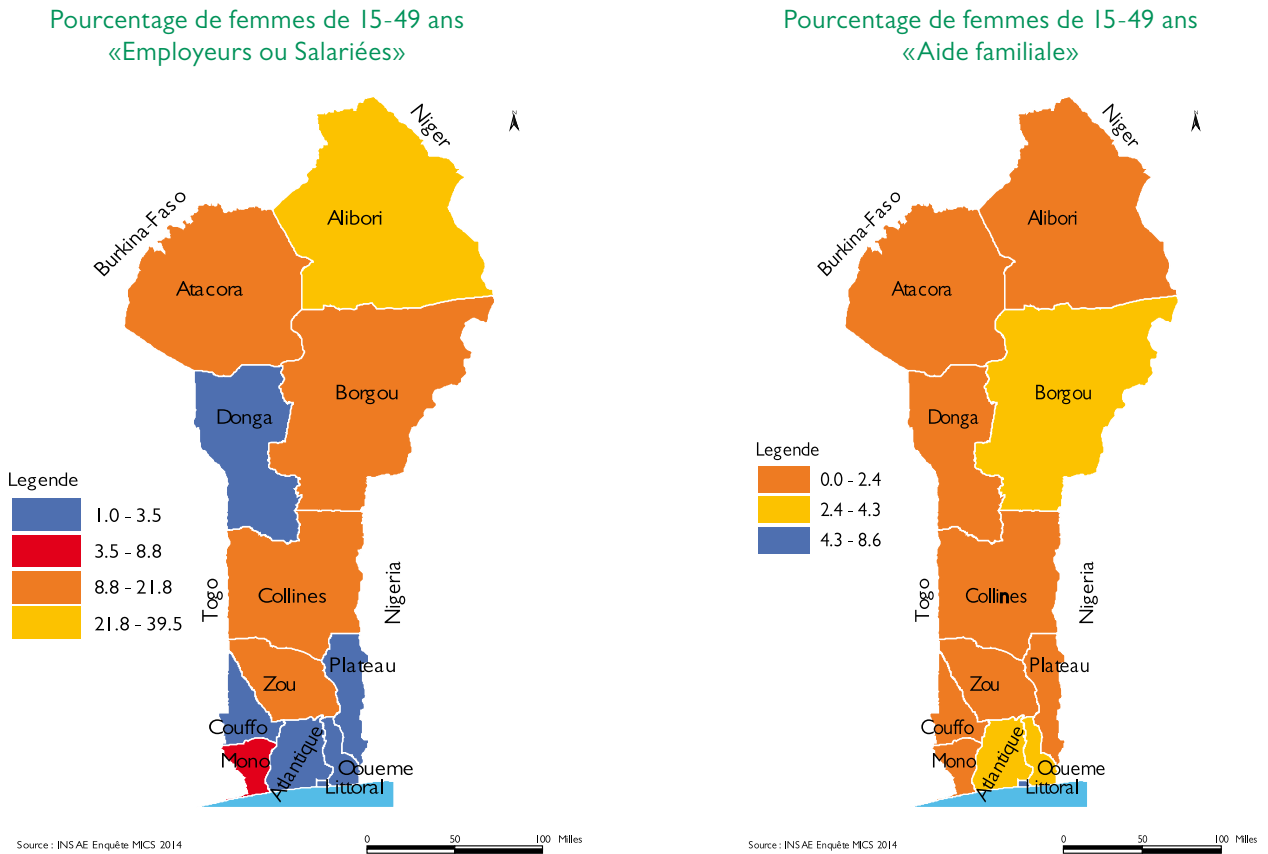 Pourcentage de femmes de 15-49 ans
«Employeurs ou Salariées»
Niger
Burkina-Faso
Alibori
Atacora
Borgou
Donga
Legende
1.0 - 3.5
3.5 - 8.8
8.8 - 21.8
21.8 - 39.5
Togo
Nigeria
Collines
Plateau
Zou
Couffo
Mono
Atlantique
Ooueme
Littoral
Source : INSAE Enquête MICS 2014
0 50 100 Milles
Pourcentage de femmes de 15-49 ans
«Aide familiale»
Niger
Burkina-Faso
Alibori
Atacora
Borgou
Donga
Legende
0.0 - 2.4
2.4 - 4.3
4.3 - 8.6
Togo
Nigeria
Collines
Plateau
Zou
Couffo
Mono
Atlantique
Ooueme
Littoral
Source : INSAE Enquête MICS 2014
0 50 100 Milles